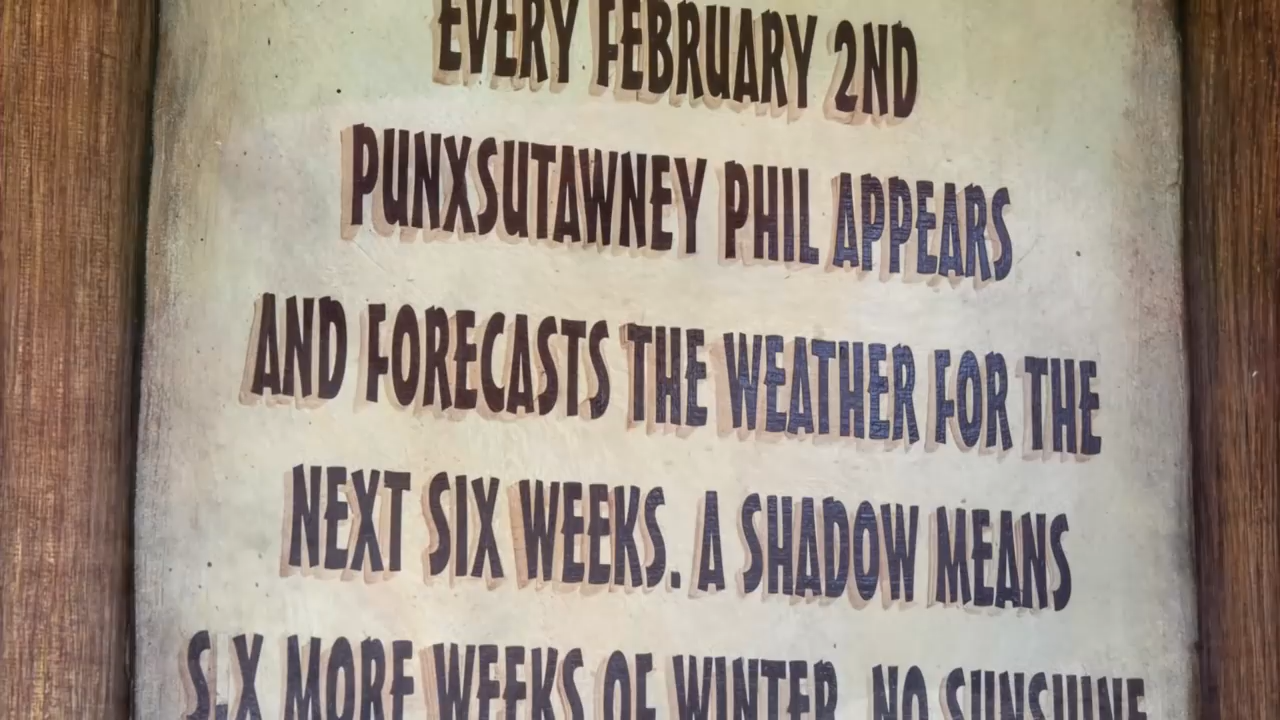 EVERY FEBRUARY 2ND
PUNXSUTAWNEY PHIL APPEARS
AND FORECASTS THE WEATHER FOR THE
NEXT SIX WEEKS. A SHADOW MEANS
SIX MORE WEEKS OF WINTER. NO SUNSHINE